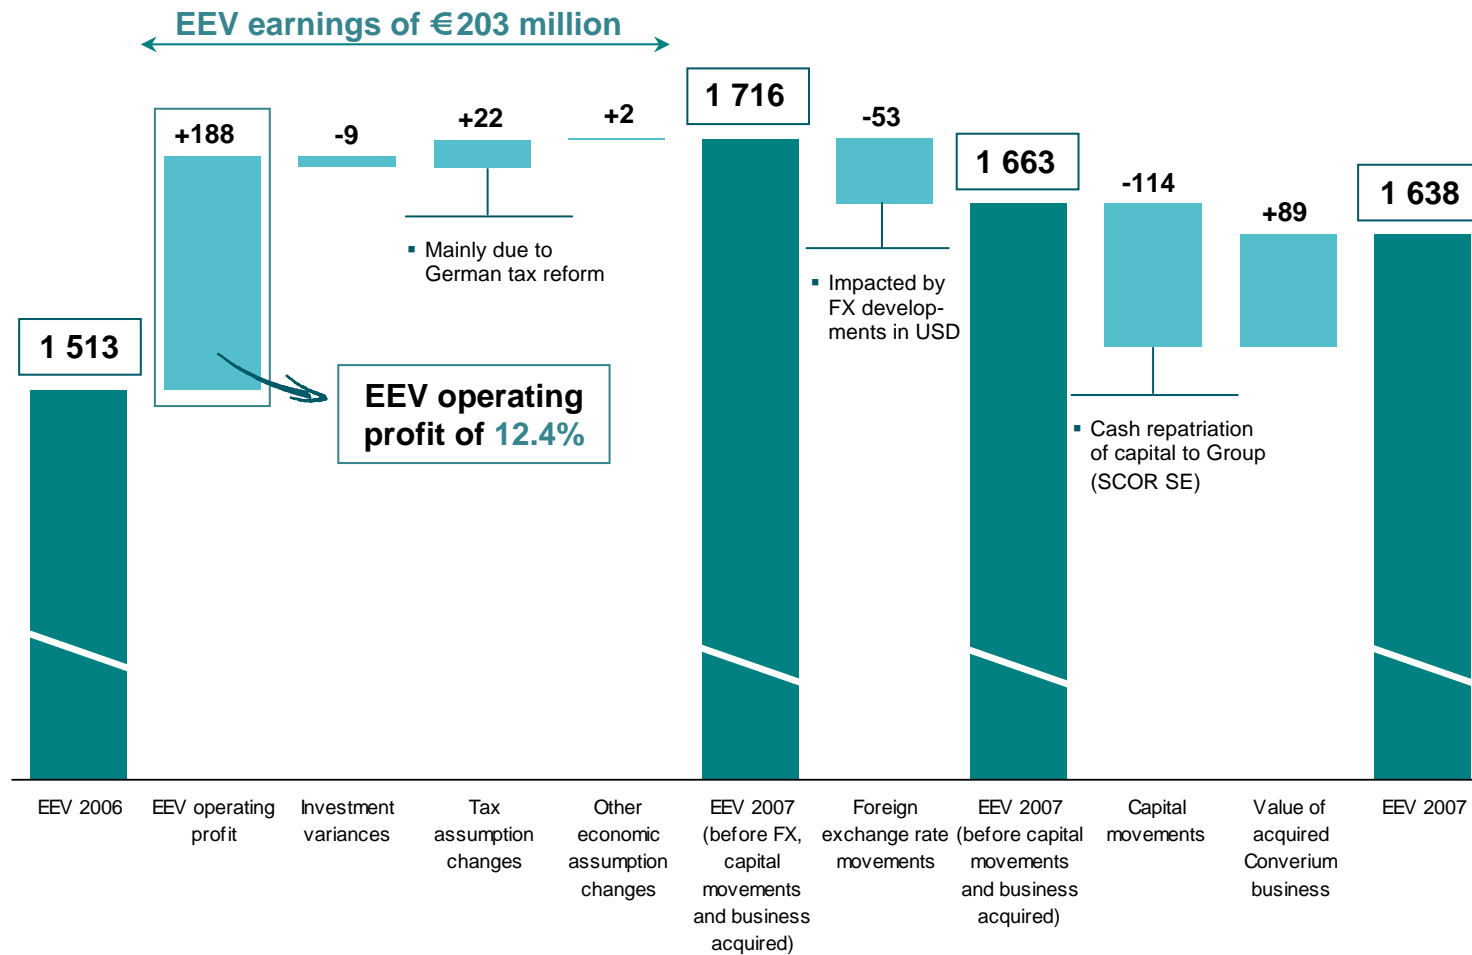 EEV earnings of €203 million
1 513
+188
-9
+22
+2
1 716
-53
1 663
-114
+89
1 638
▪ Mainly due to
German tax reform
▪ Impacted by
FX develop-
ments in USD
▪ Cash repatriation
of capital to Group
(SCOR SE)
EEV operating
profit of 12.4%
EEV 2006
EEV operating
profit
Investment
variances
Tax
assumption
changes
Other
economic
assumption
changes
EEV 2007
(before FX,
capital
movements
and business
acquired)
Foreign
exchange rate
movements
EEV 2007
(before capital
movements
and business
acquired)
Capital
movements
Value of
acquired
Converium
business
EEV 2007